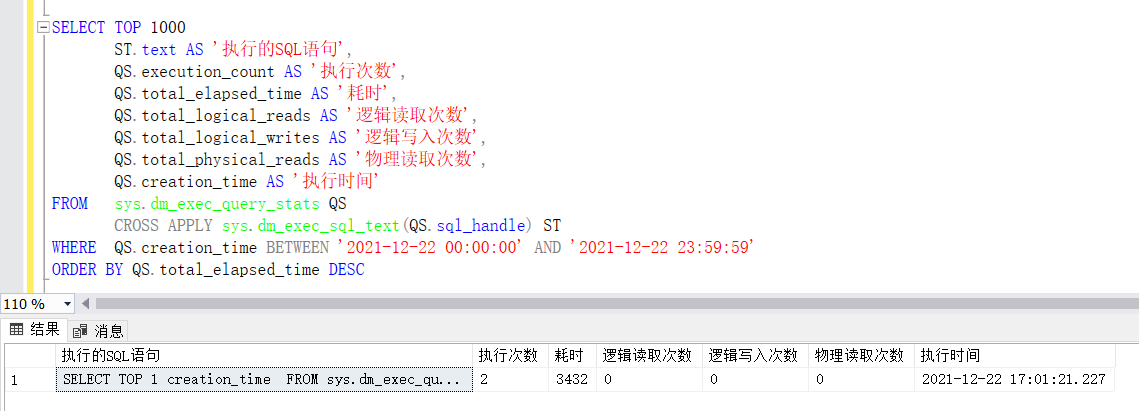 SELECT TOP 1000
ST.text AS '执行的SQL语句',
QS.execution_count AS '执行次数',
QS.total_elapsed_time AS '耗时',
QS.total_logical_reads AS '逻辑读取次数',
QS.total_logical_writes AS '逻辑写入次数',
QS.total_physical_reads AS '物理读取次数',
QS.creation_time AS '执行时间'
FROM sys.dm_exec_query_stats QS
CROSS APPLY sys.dm_exec_sql_text(QS.sql_handle) ST
WHERE QS.creation_time BETWEEN '2021-12-22 00:00:00' AND '2021-12-22 23:59:59'
ORDER BY QS.total_elapsed_time DESC
110 %
结果 消息
执行的SQL语句 执行次数 耗时 逻辑读取次数 逻辑写入次数 物理读取次数 执行时间
1 SELECT TOP 1 creation_time FROM sys.dm_exec_qu... 2 3432 0 0 0 2021-12-22 17:01:21.227